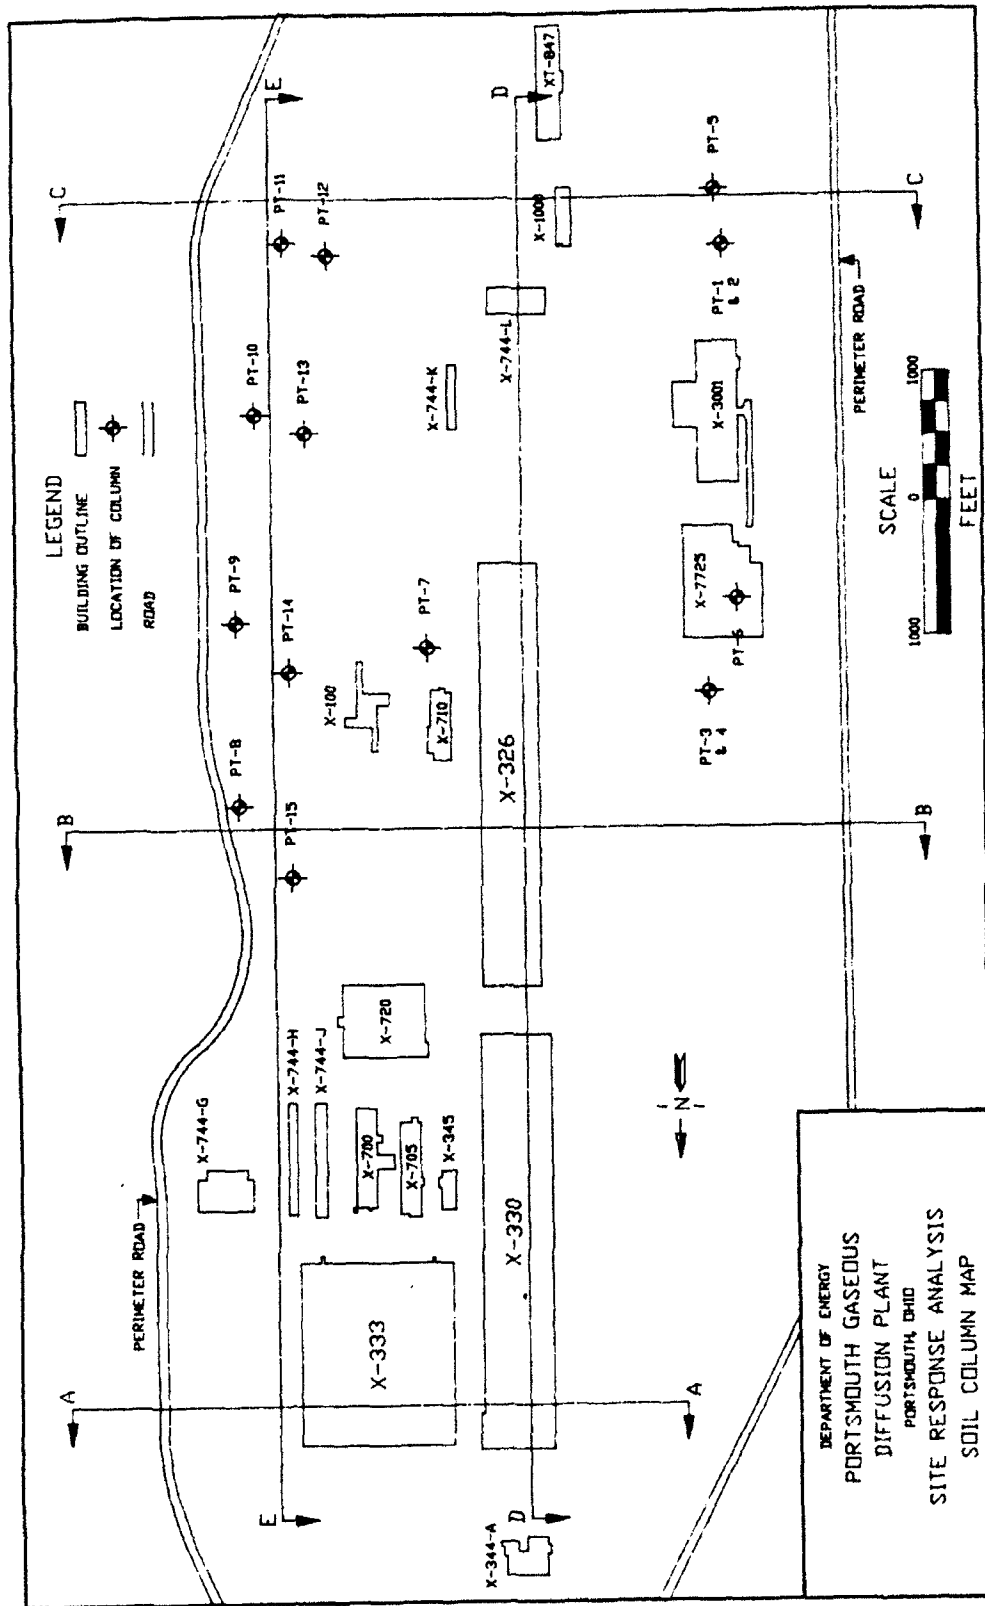 LEGEND
BUILDING OUTLINE
LOCATION OF COLUMN
ROAD
A
B
C
E
PERIMETER ROAD
X-744-G
PT-8
PT-9
PT-10
PT-11
PT-12
PT-13
PT-14
PT-15
X-744-H
X-744-J
X-720
X-700
X-705
X-345
X-333
X-330
X-326
X-100
X-710
PT-7
X-744-K
X-744-L
X-1000
XT-847
D
E
D
X-344-A
A
N
PT-3
& 4
X-7725
PT-6
X-3001
PT-1
& 2
PT-5
B
C
PERIMETER ROAD
SCALE
1000
0
1000
FEET
DEPARTMENT OF ENERGY
PORTSMOUTH GASEOUS
DIFFUSION PLANT
PORTSMOUTH, OHIO
SITE RESPONSE ANALYSIS
SOIL COLUMN MAP